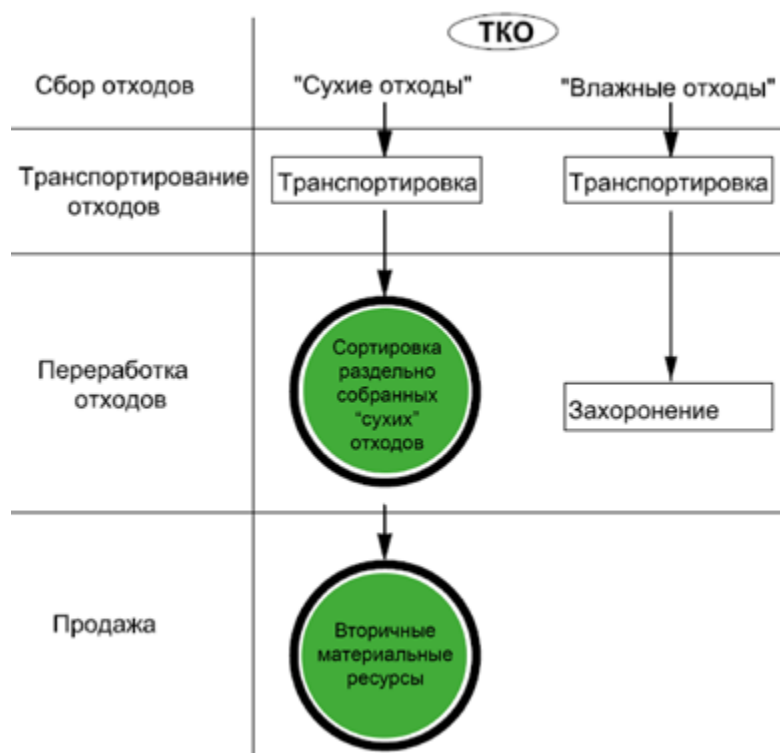 ТКО
Сбор отходов
"Сухие отходы"
"Влажные отходы"
Транспортирование
отходов
Транспортировка
Транспортировка
Переработка
отходов
Сортировка
раздельно
собранных
“сухих”
отходов
Захоронение
Продажа
Вторичные
материальные
ресурсы